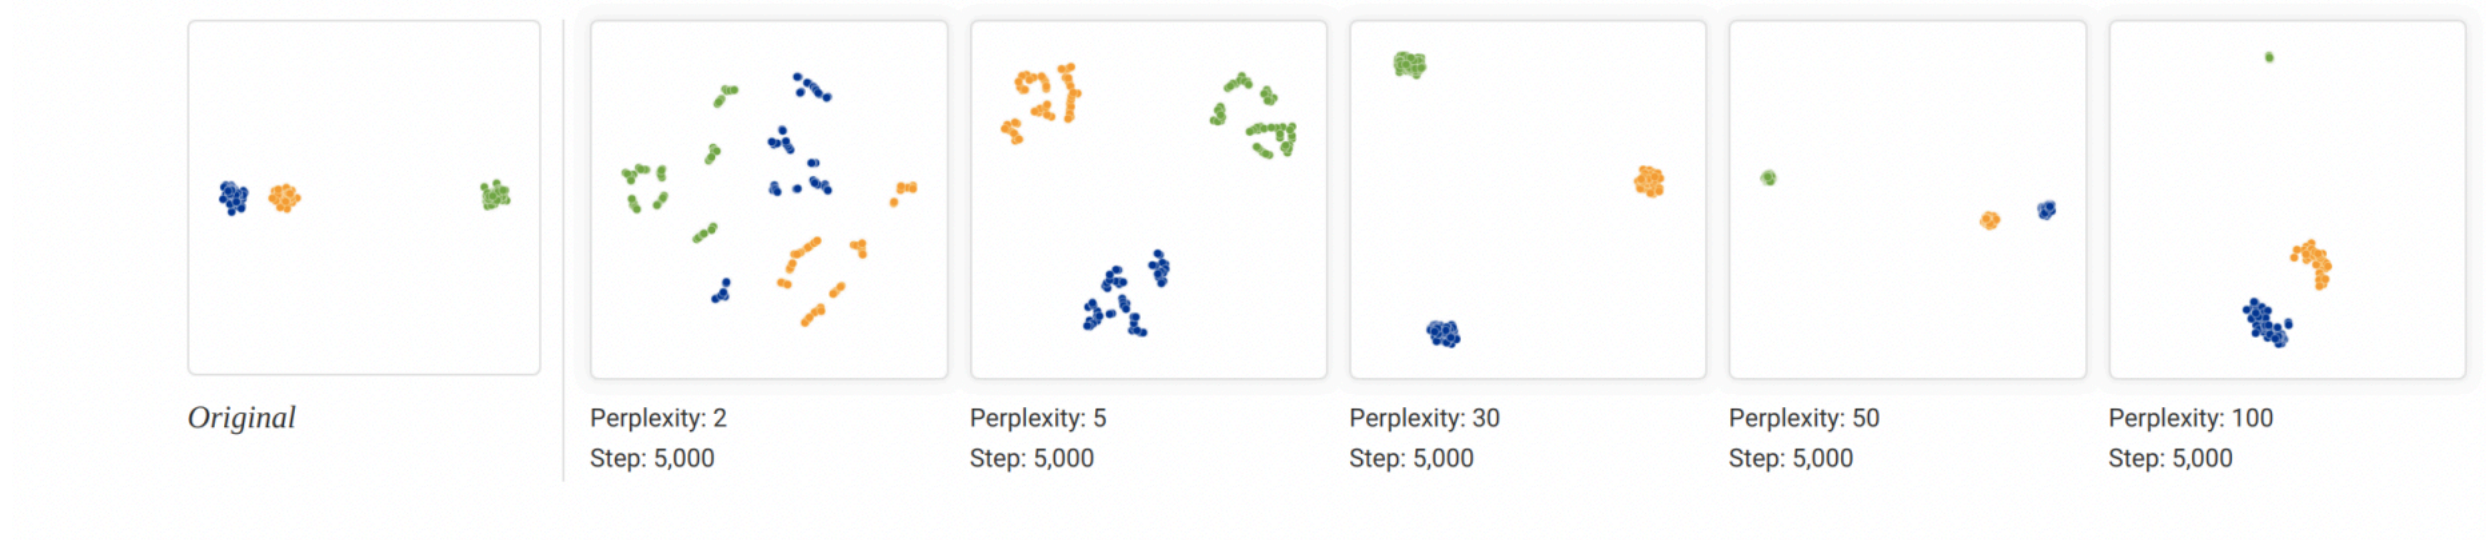 Original
Perplexity: 2
Step: 5,000
Perplexity: 5
Step: 5,000
Perplexity: 30
Step: 5,000
Perplexity: 50
Step: 5,000
Perplexity: 100
Step: 5,000